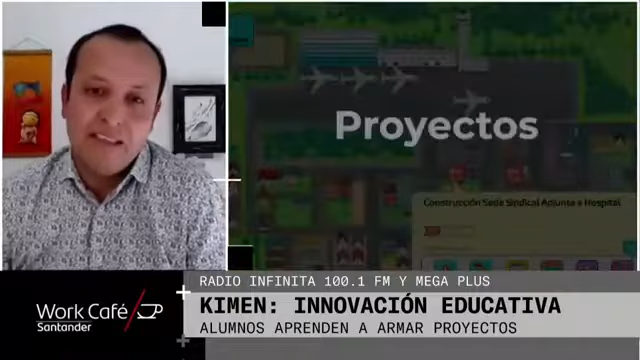 Proyectos
Construcción Sede Sindical Adjunta a Hospital
RADIO INFINITA 100.1 FM Y MEGA PLUS
KIMEN: INNOVACIÓN EDUCATIVA
ALUMNOS APRENDEN A ARMAR PROYECTOS
Work Café
Santander